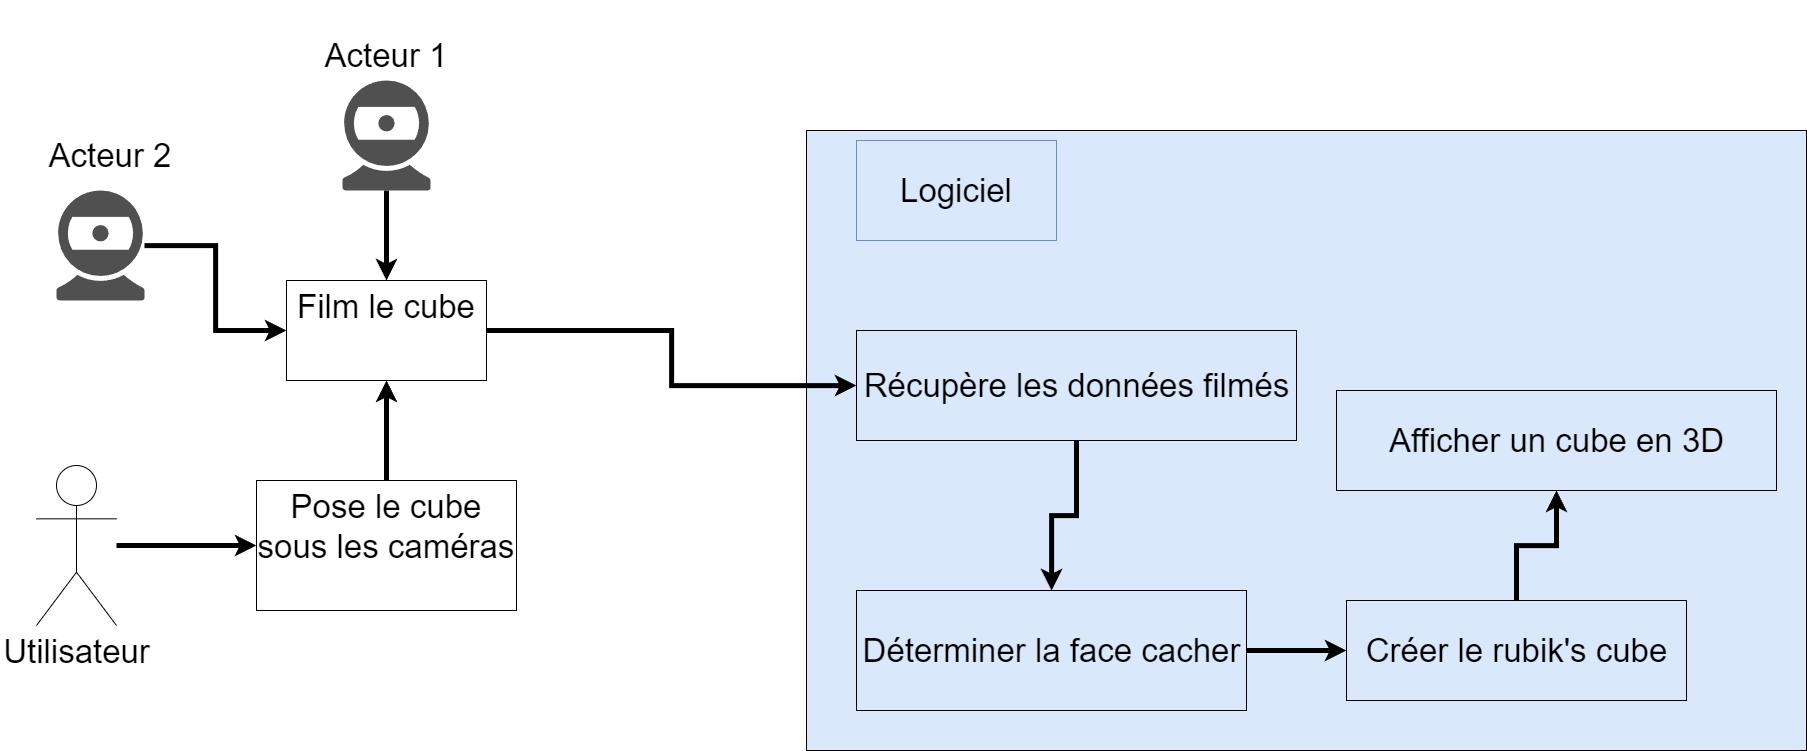 Acteur 1
Acteur 2
Logiciel
Film le cube
Récupère les données filmés
Afficher un cube en 3D
Pose le cube
sous les caméras
Utilisateur
Déterminer la face cacher
Créer le rubik's cube